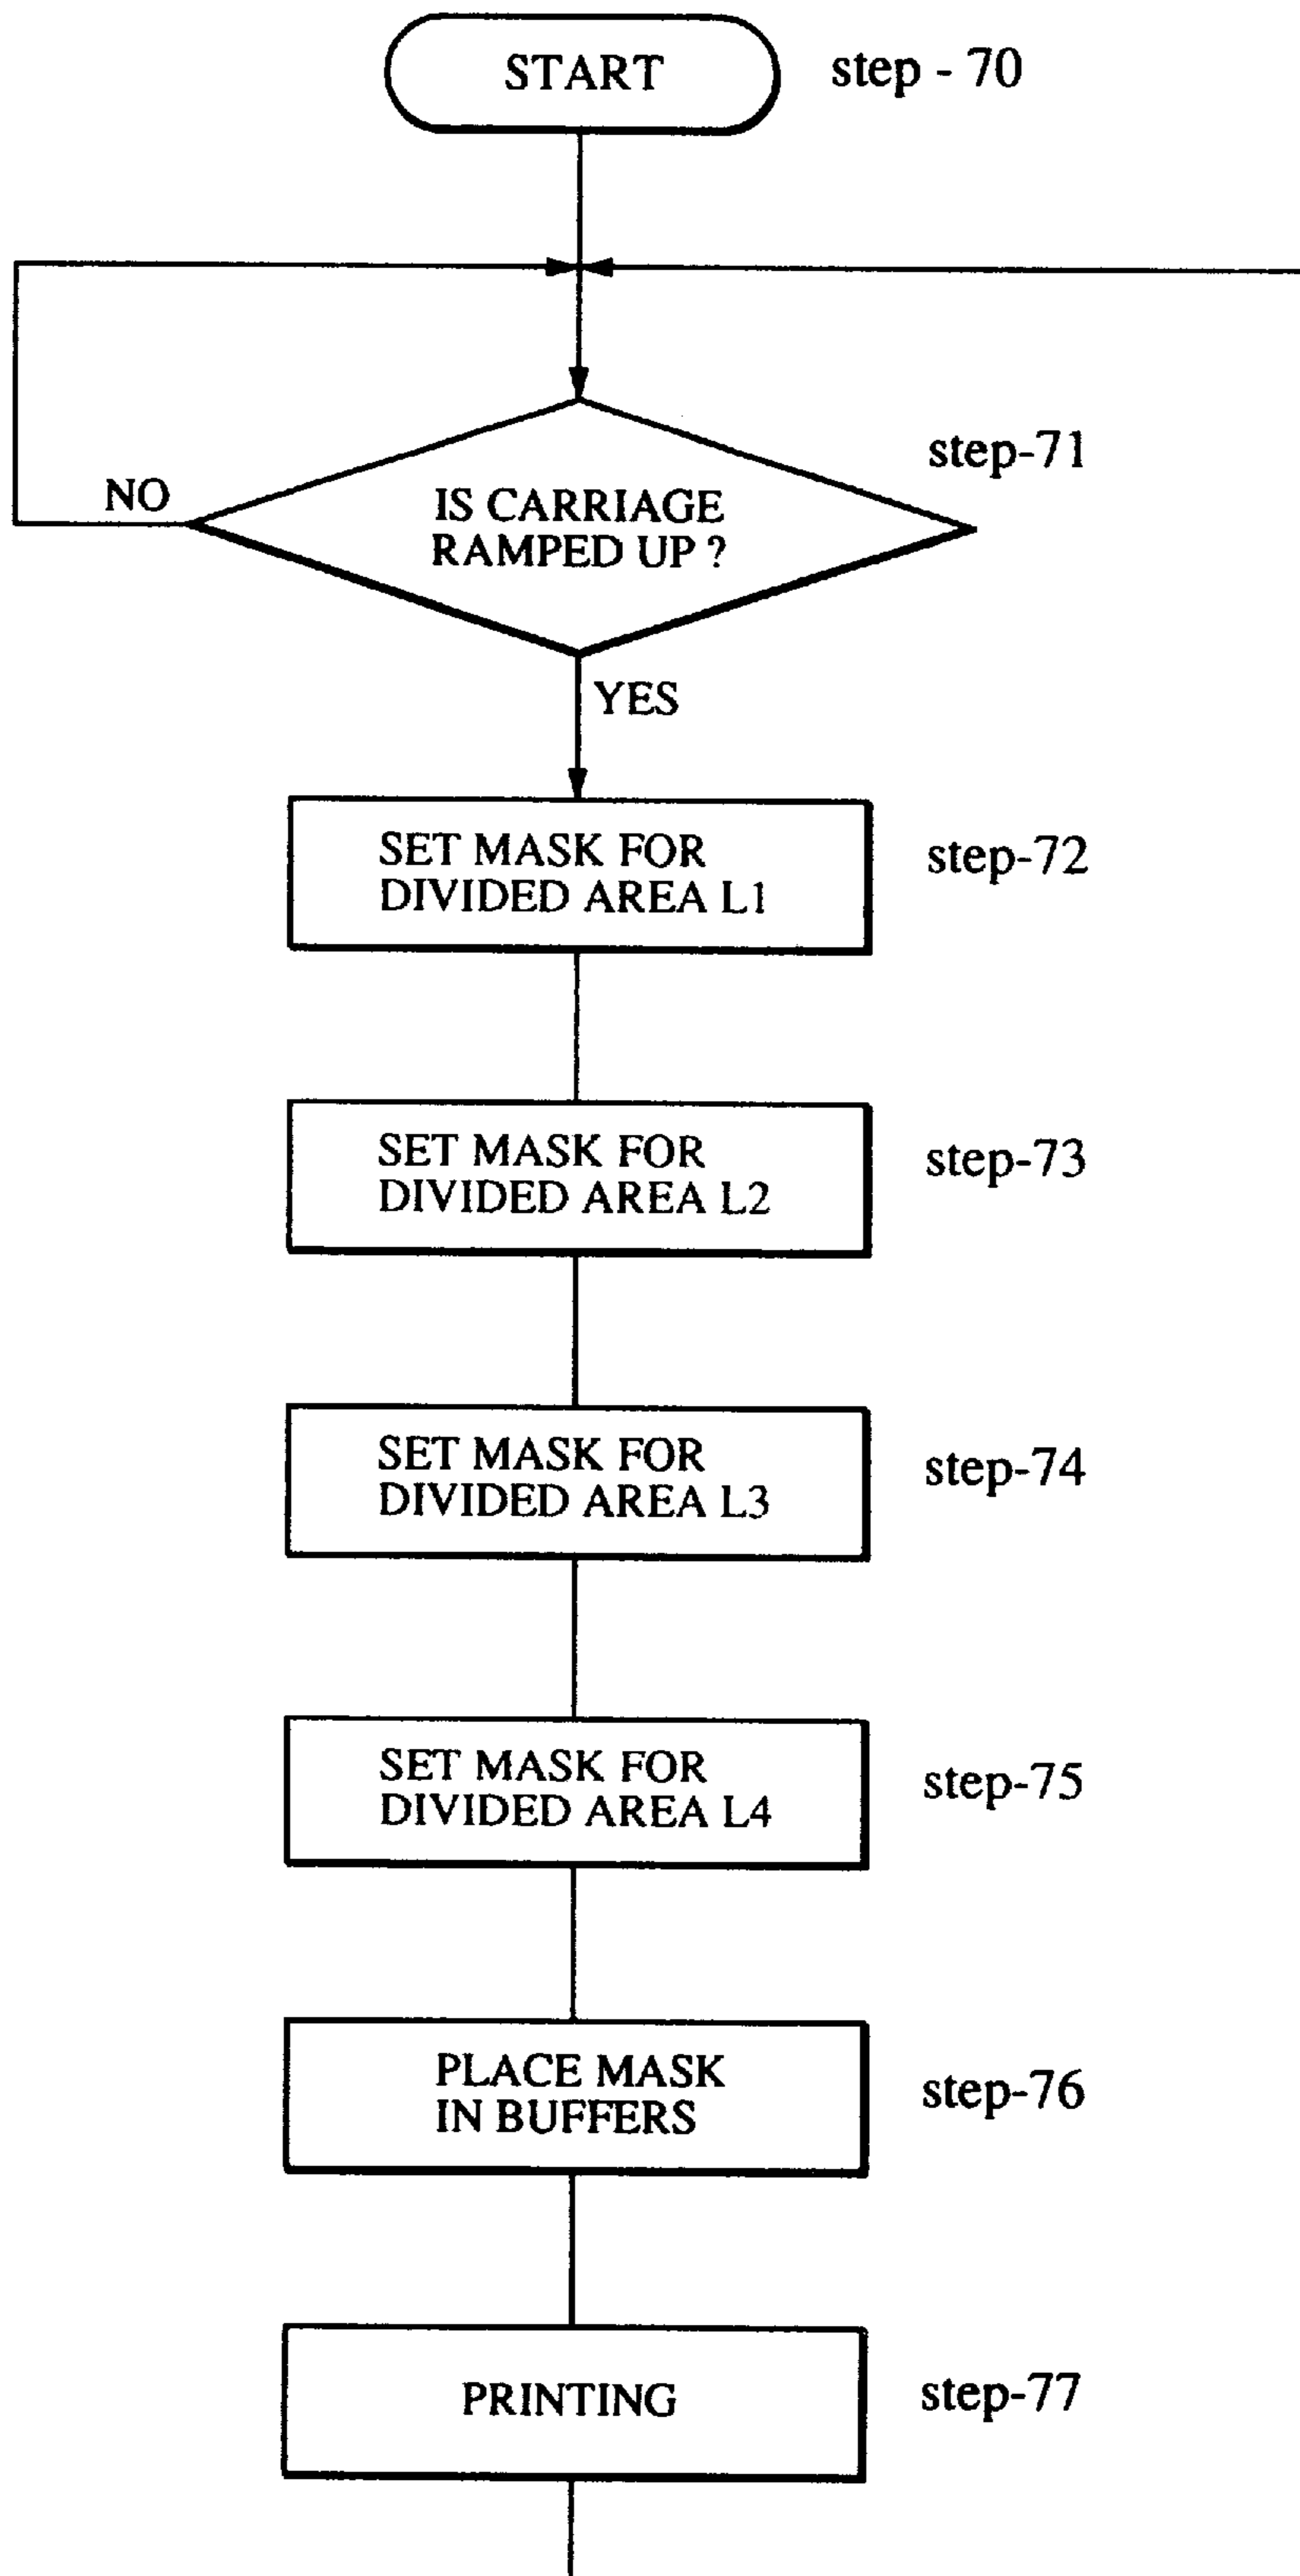 START
step - 70
step-71
NO
IS CARRIAGE
RAMPED UP ?
YES
SET MASK FOR
DIVIDED AREA L1
step-72
SET MASK FOR
DIVIDED AREA L2
step-73
SET MASK FOR
DIVIDED AREA L3
step-74
SET MASK FOR
DIVIDED AREA L4
step-75
PLACE MASK
IN BUFFERS
step-76
PRINTING
step-77